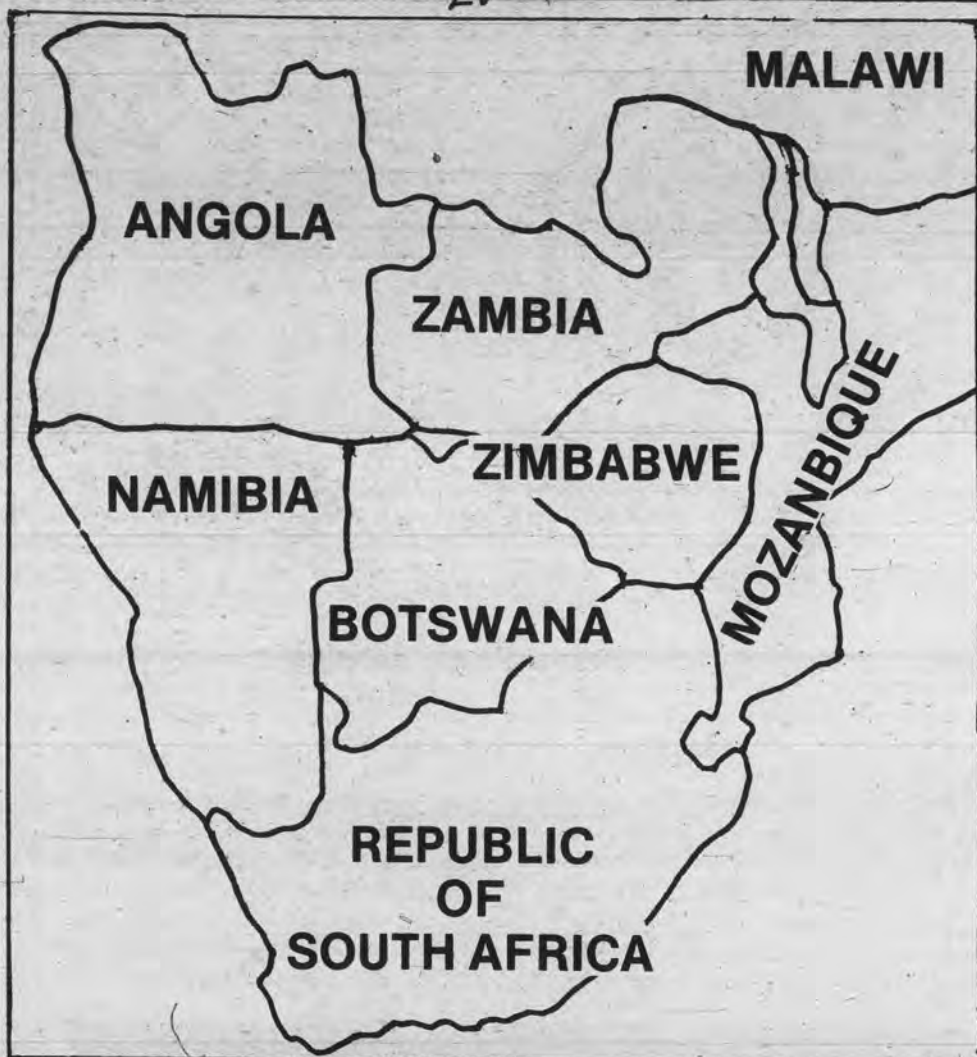 MALAWI
ANGOLA
ZAMBIA
ZIMBABWE
MOZANBIQUE
NAMIBIA
BOTSWANA
REPUBLIC
OF
SOUTH AFRICA